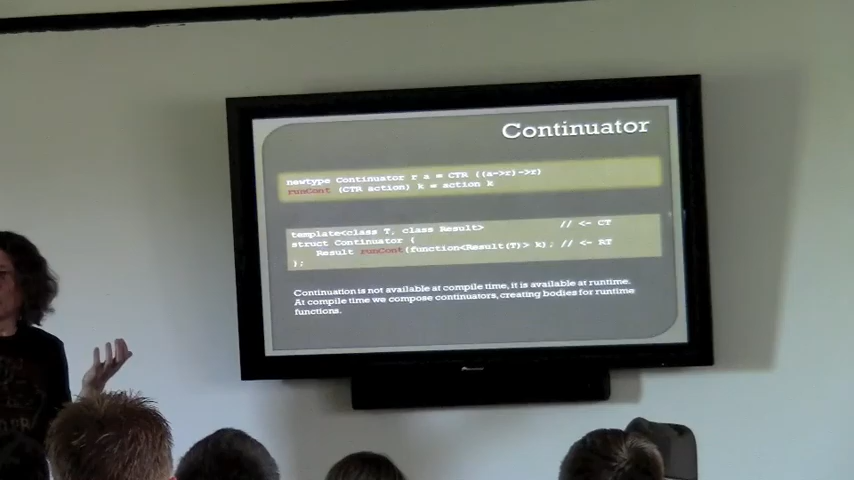 Continuator
newtype Continuator r a = CTR ((a->r)->r)
runCont (CTR action) k = action k
template<class T, class Result> // <- CT
struct Continuator {
Result runCont(function<Result(T)> k); // <- RT
};
Continuation is not available at compile time, it is available at runtime.
At compile time we compose continuators, creating bodies for runtime
functions.